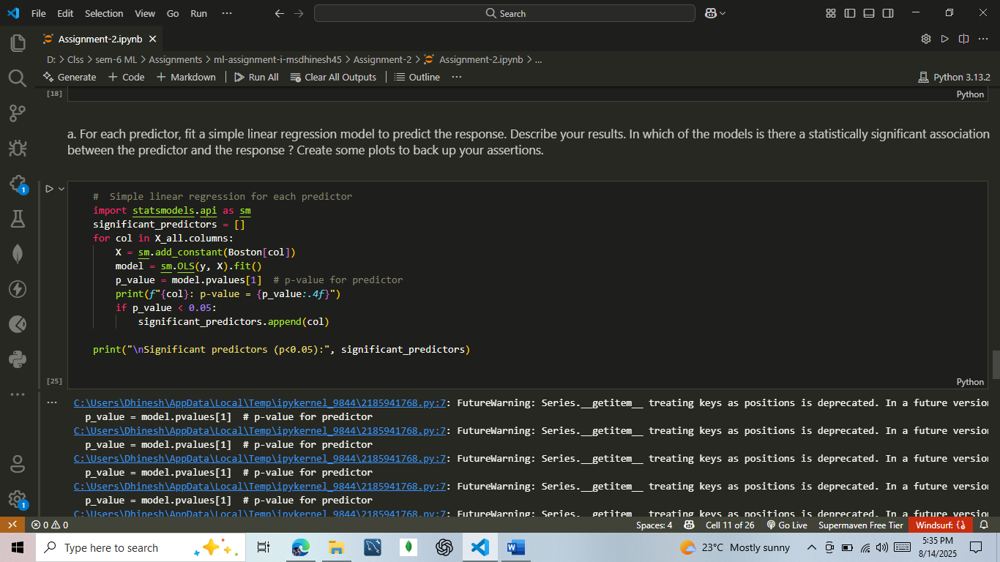 File Edit Selection View Go Run ··· Search
Assignment-2.ipynb
D: > Clss > sem-6 ML > Assignments > ml-assignment-i-msdhinesh45 > Assignment-2 > Assignment-2.ipynb > ...
Generate + Code + Markdown Run All Clear All Outputs Outline ··· Python 3.13.2
[18] Python
a. For each predictor, fit a simple linear regression model to predict the response. Describe your results. In which of the models is there a statistically significant association
between the predictor and the response ? Create some plots to back up your assertions.
#  Simple linear regression for each predictor
import statsmodels.api as sm
significant_predictors = []
for col in X_all.columns:
    X = sm.add_constant(Boston[col])
    model = sm.OLS(y, X).fit()
    p_value = model.pvalues[1]  # p-value for predictor
    print(f"{col}: p-value = {p_value:.4f}")
    if p_value < 0.05:
        significant_predictors.append(col)
print("\nSignificant predictors (p<0.05):", significant_predictors)
[25] Python
C:\Users\Dhinesh\AppData\Local\Temp\ipykernel_9844\2185941768.py:7: FutureWarning: Series.__getitem__ treating keys as positions is deprecated. In a future version
  p_value = model.pvalues[1]  # p-value for predictor
C:\Users\Dhinesh\AppData\Local\Temp\ipykernel_9844\2185941768.py:7: FutureWarning: Series.__getitem__ treating keys as positions is deprecated. In a future version
  p_value = model.pvalues[1]  # p-value for predictor
C:\Users\Dhinesh\AppData\Local\Temp\ipykernel_9844\2185941768.py:7: FutureWarning: Series.__getitem__ treating keys as positions is deprecated. In a future version
  p_value = model.pvalues[1]  # p-value for predictor
C:\Users\Dhinesh\AppData\Local\Temp\ipykernel_9844\2185941768.py:7: FutureWarning: Series.__getitem__ treating keys as positions is deprecated. In a future version
  p_value = model.pvalues[1]  # p-value for predictor
C:\Users\Dhinesh\AppData\Local\Temp\ipykernel_9844\2185941768.py:7: FutureWarning: Series.__getitem__ treating keys as positions is deprecated. In a future version
0 0 Spaces: 4 Cell 11 of 26 Go Live Supermaven Free Tier Windsurf: {}
Type here to search 23°C Mostly sunny 5:35 PM
8/14/2025